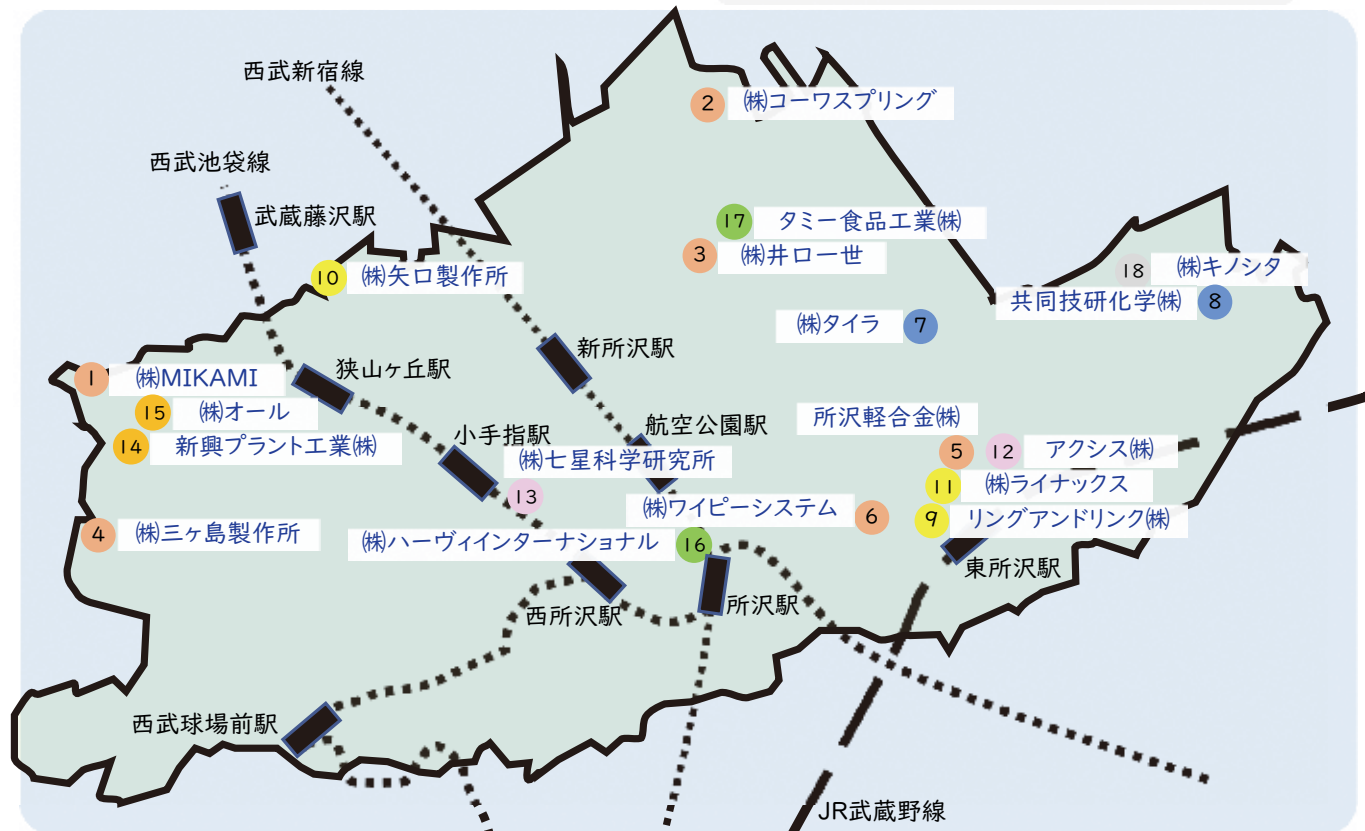 西武新宿線
2 ㈱コーワスプリング
西武池袋線
武蔵藤沢駅
17 タミー食品工業㈱
3 ㈱井口一世
10 ㈱矢口製作所
18 ㈱キノシタ
共同技研化学㈱ 8
㈱タイラ 7
新所沢駅
狭山ヶ丘駅
1 ㈱MIKAMI
15 ㈱オール
14 新興プラント工業㈱
小手指駅
航空公園駅
所沢軽合金㈱
5 12 アクシス㈱
㈱七星科学研究所
13
11 ㈱ライナックス
㈱ワイピーシステム 6
9 リングアンドリンク㈱
4 ㈱三ヶ島製作所
㈱ハーヴィインターナショナル 16
東所沢駅
西所沢駅
所沢駅
西武球場前駅
JR武蔵野線